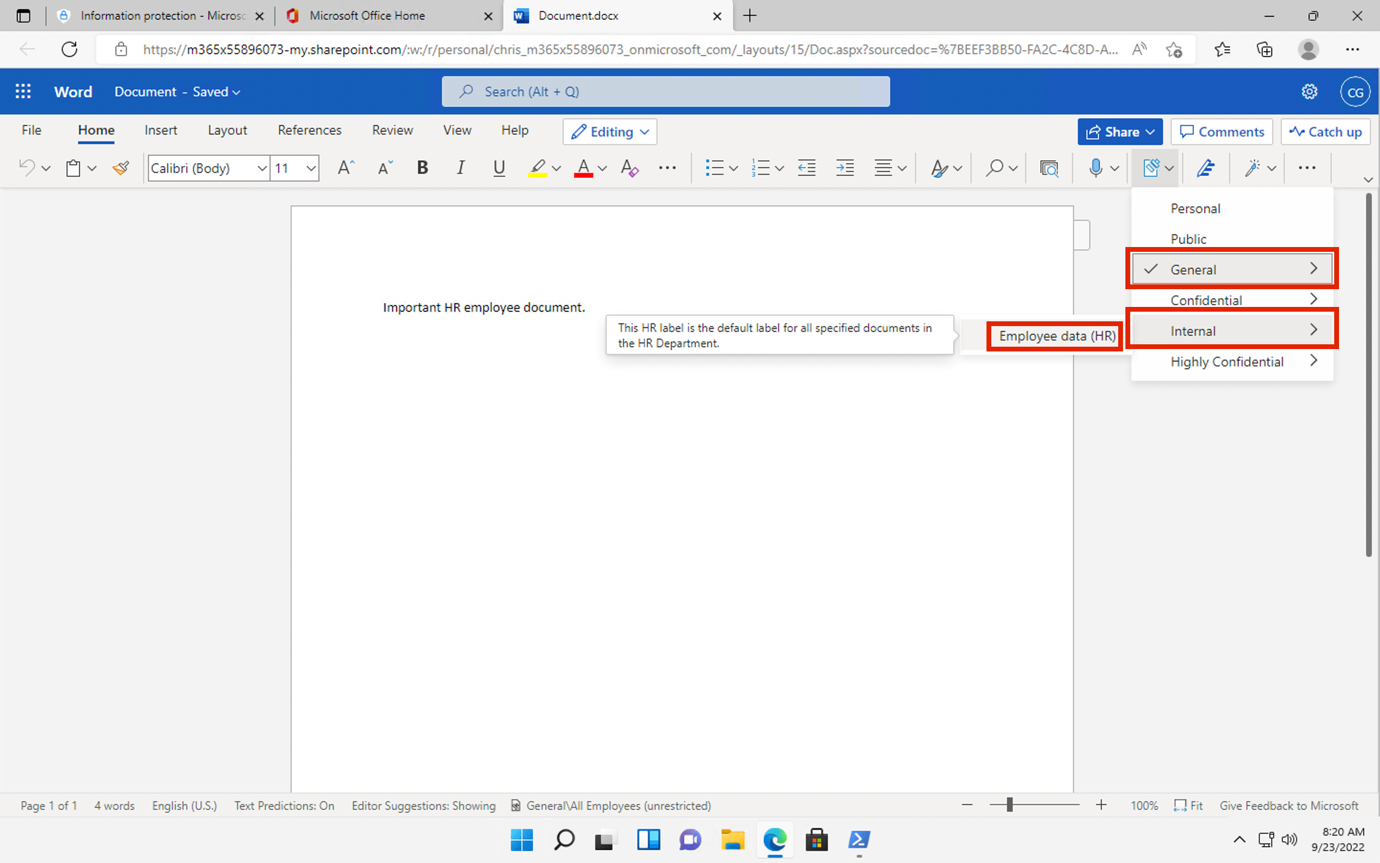 Information protection - Microsc
Microsoft Office Home
Document.docx
https://m365x55896073-my.sharepoint.com/:w:/r/personal/chris_m365x55896073_onmicrosoft_com/_layouts/15/Doc.aspx?sourcedoc=%7BEEF3BB50-FA2C-4C8D-A...
Word
Document - Saved
Search (Alt + Q)
CG
File
Home
Insert
Layout
References
Review
View
Help
Editing
Share
Comments
Catch up
Calibri (Body)
11
Personal
Public
General
Confidential
Internal
Highly Confidential
Important HR employee document.
This HR label is the default label for all specified documents in
the HR Department.
Employee data (HR)
Page 1 of 1
4 words
English (U.S.)
Text Predictions: On
Editor Suggestions: Showing
General\All Employees (unrestricted)
100%
Fit
Give Feedback to Microsoft
8:20 AM
9/23/2022